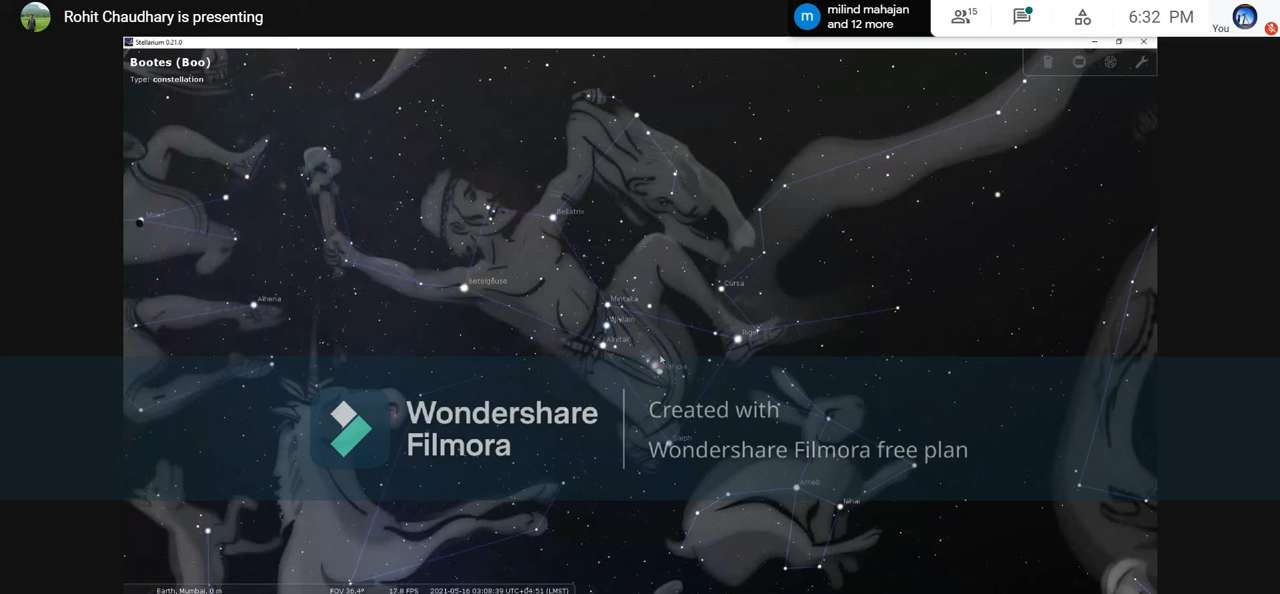 Rohit Chaudhary is presenting
m
milind mahajan
and 12 more
15
6:32 PM
You
Stellarium 0.21.0
Bootes (Boo)
Type: constellation
Moon
Bellatrix
Betelgeuse
Alhena
Mintaka
Alnilam
Alnitak
Cursa
Rigel
Wondershare
Filmora
Created with
Wondershare Filmora free plan
Saiph
Arneb
Nihal
Earth, Mumbai, 0 m
FOV 36.4°
17.8 FPS
2021-05-16 03:08:39 UTC+04:51 (LMST)